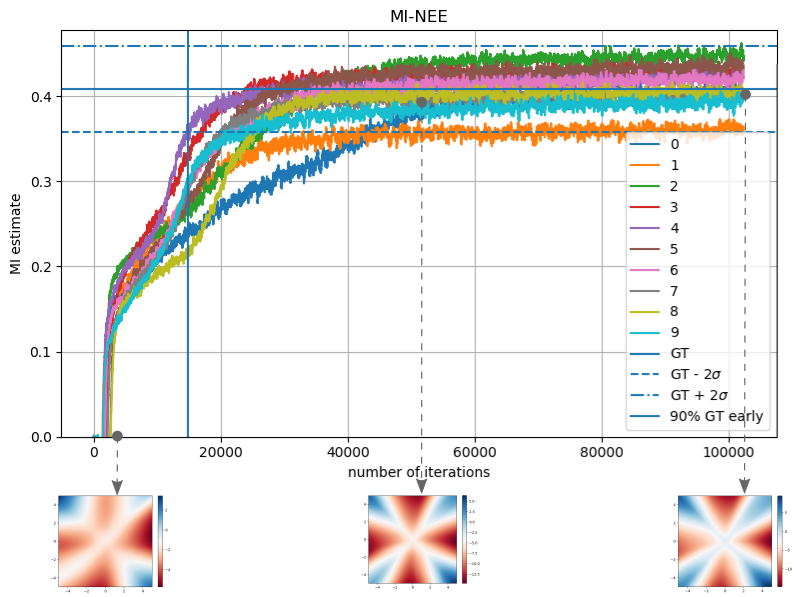 MI-NEE
MI estimate
0.4
0.3
0.2
0.1
0.0
0
1
2
3
4
5
6
7
8
9
GT
GT - 2σ
GT + 2σ
90% GT early
0 20000 40000 60000 80000 100000
number of iterations